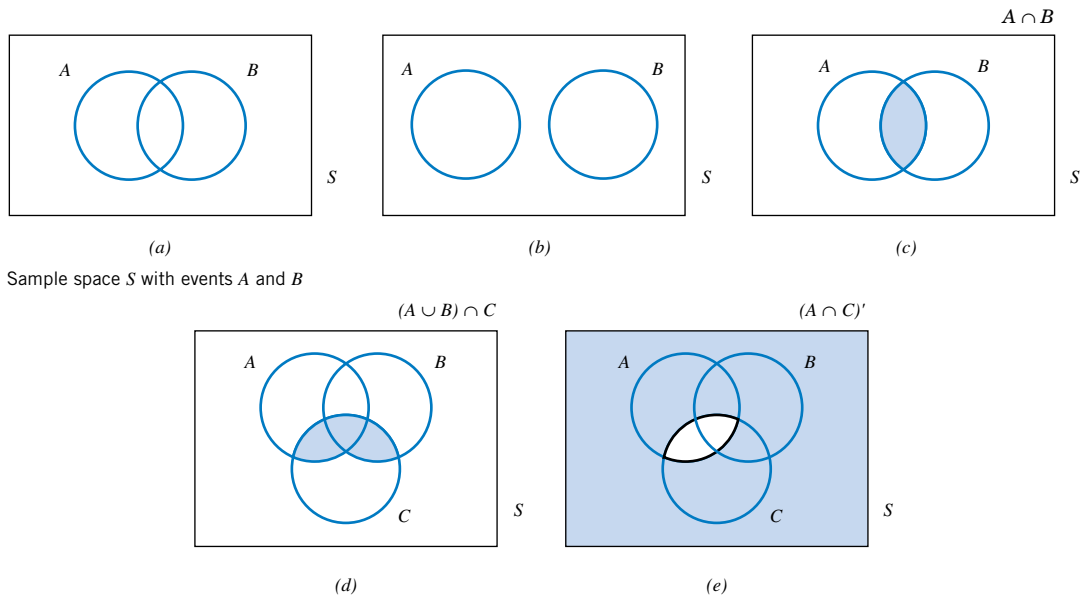 A ∩ B
A B A B A B
S S S
(a) (b) (c)
Sample space S with events A and B
(A ∪ B) ∩ C (A ∩ C)'
A B A B
C S C S
(d) (e)